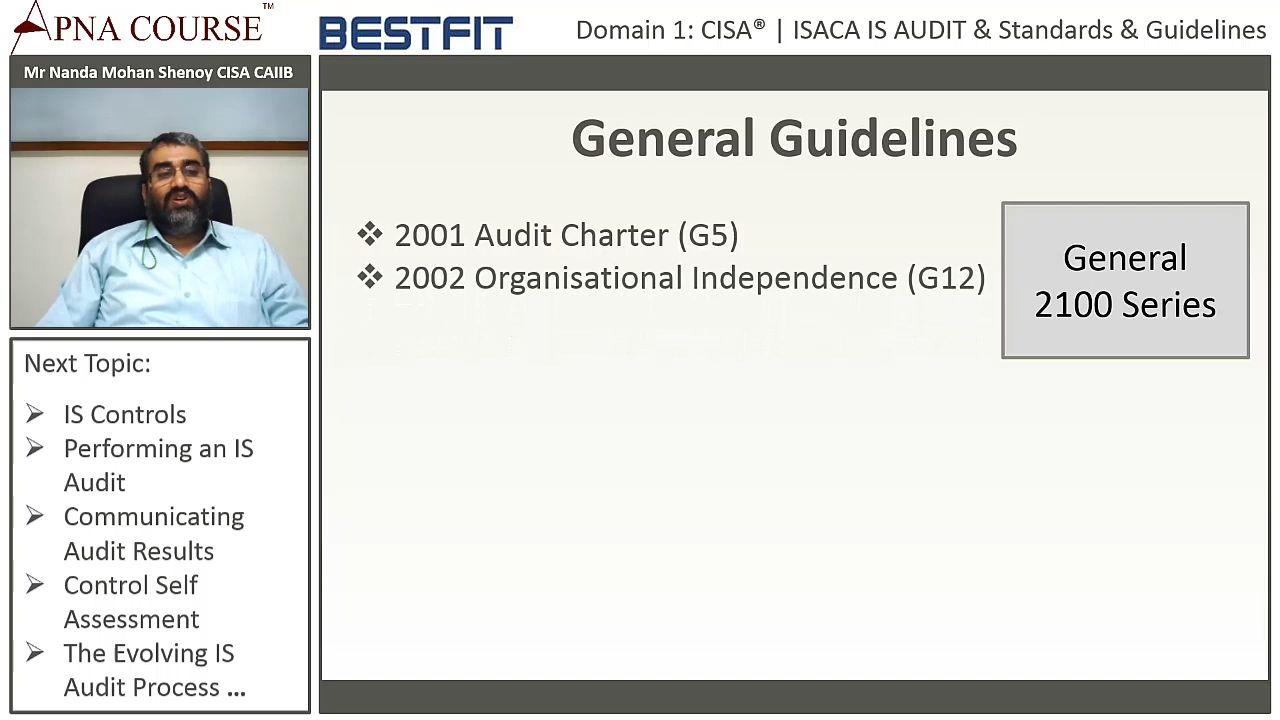 APNA COURSE™
BESTFIT
Domain 1: CISA® | ISACA IS AUDIT & Standards & Guidelines
Mr Nanda Mohan Shenoy CISA CAIIB
General Guidelines
❖ 2001 Audit Charter (G5)
❖ 2002 Organisational Independence (G12)
General
2100 Series
Next Topic:
➢ IS Controls
➢ Performing an IS
Audit
➢ Communicating
Audit Results
➢ Control Self
Assessment
➢ The Evolving IS
Audit Process ...